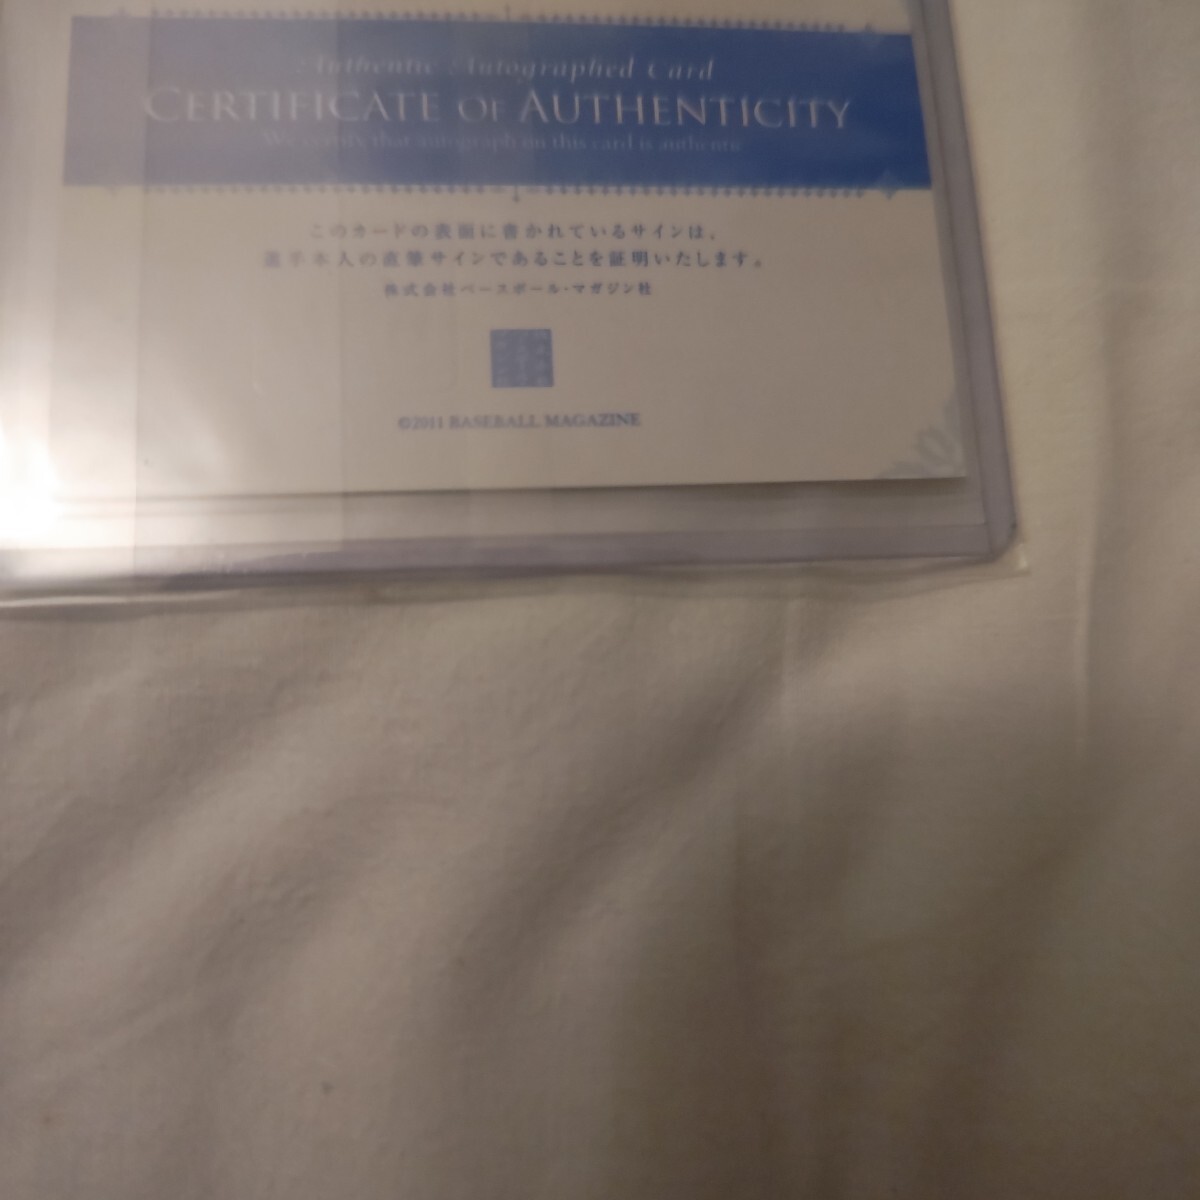 Authentic Autographed Card
CERTIFICATE OF AUTHENTICITY
We certify that autograph on this card is authentic
このカードの表面に書かれているサインは、
選手本人の直筆サインであることを証明いたします。
株式会社ベースボール・マガジン社
©2011 BASEBALL MAGAZINE